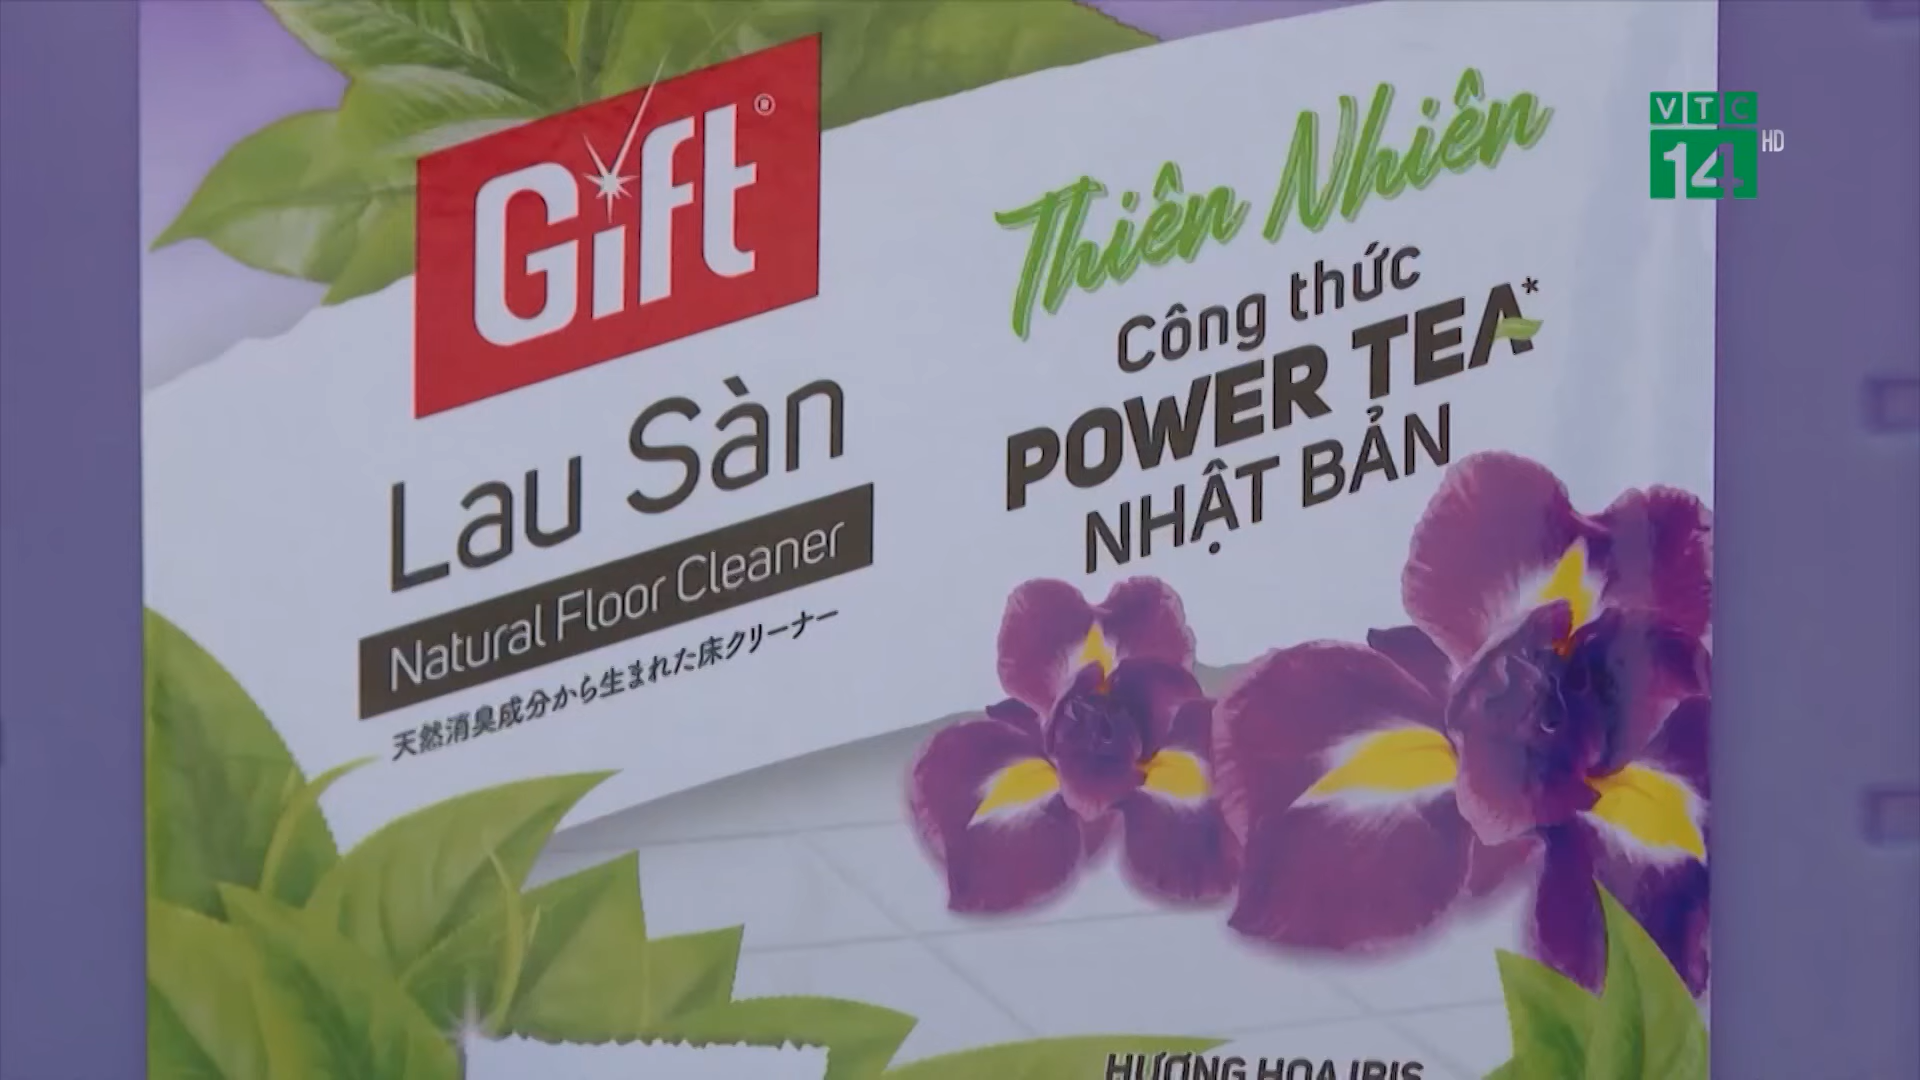 Gift®
Lau Sàn
Natural Floor Cleaner
天然消臭成分から生まれた床クリーナー
Thiên Nhiên
Công thức
POWER TEA*
NHẬT BẢN
HƯƠNG HOA IRIS
VTC
14 HD